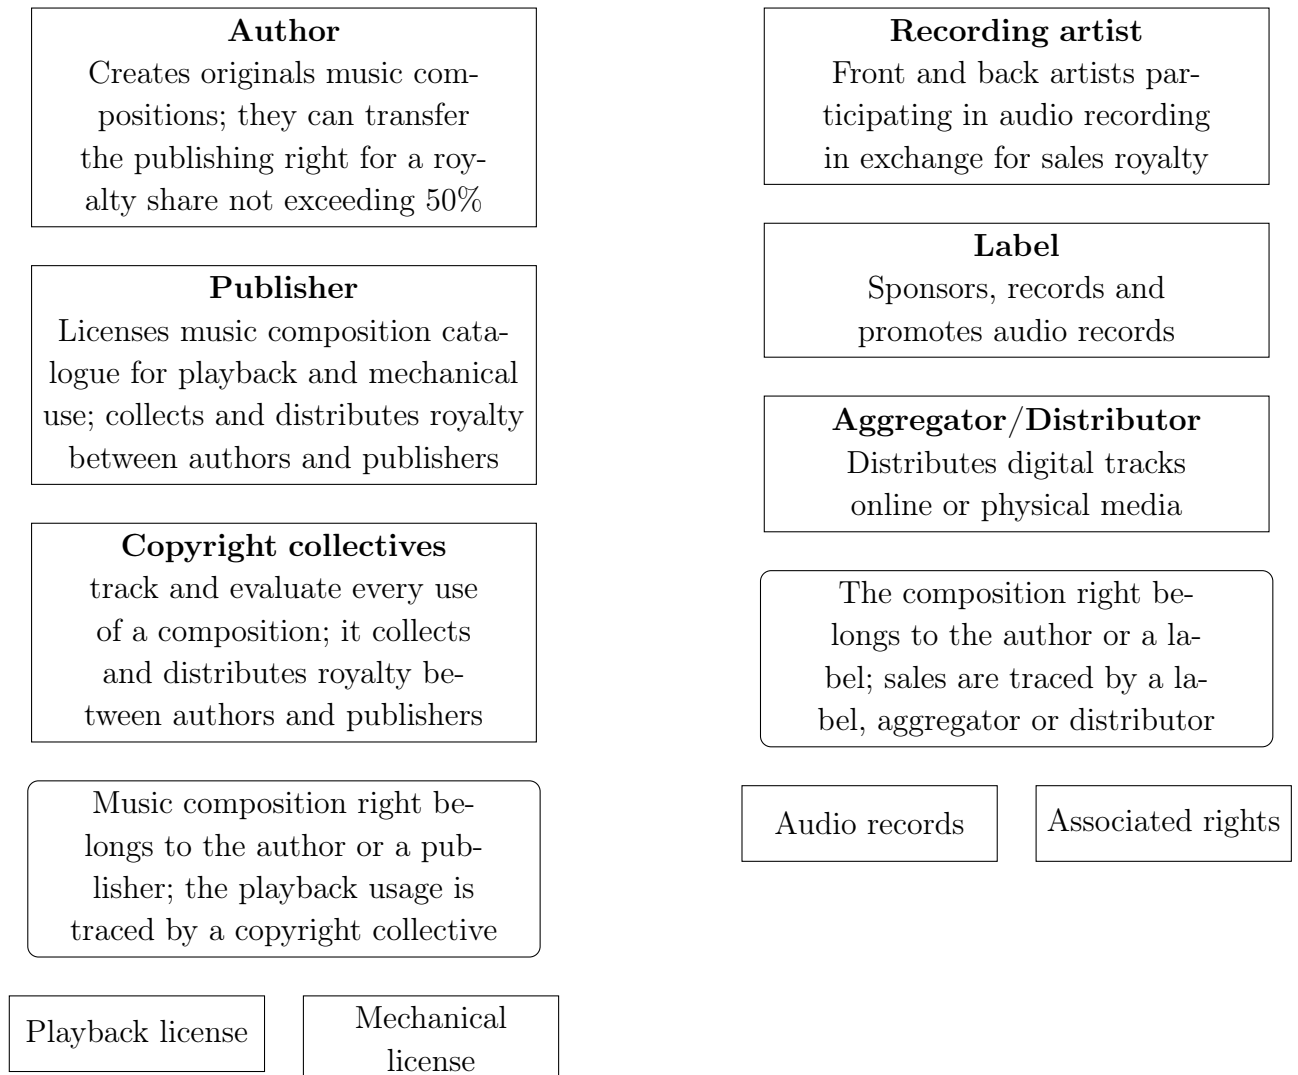 Author
Creates originals music com-
positions; they can transfer
the publishing right for a roy-
alty share not exceeding 50%
Publisher
Licenses music composition cata-
logue for playback and mechanical
use; collects and distributes royalty
between authors and publishers
Copyright collectives
track and evaluate every use
of a composition; it collects
and distributes royalty be-
tween authors and publishers
Music composition right be-
longs to the author or a pub-
lisher; the playback usage is
traced by a copyright collective
Playback license
Mechanical
license
Recording artist
Front and back artists par-
ticipating in audio recording
in exchange for sales royalty
Label
Sponsors, records and
promotes audio records
Aggregator/Distributor
Distributes digital tracks
online or physical media
The composition right be-
longs to the author or a la-
bel; sales are traced by a la-
bel, aggregator or distributor
Audio records
Associated rights